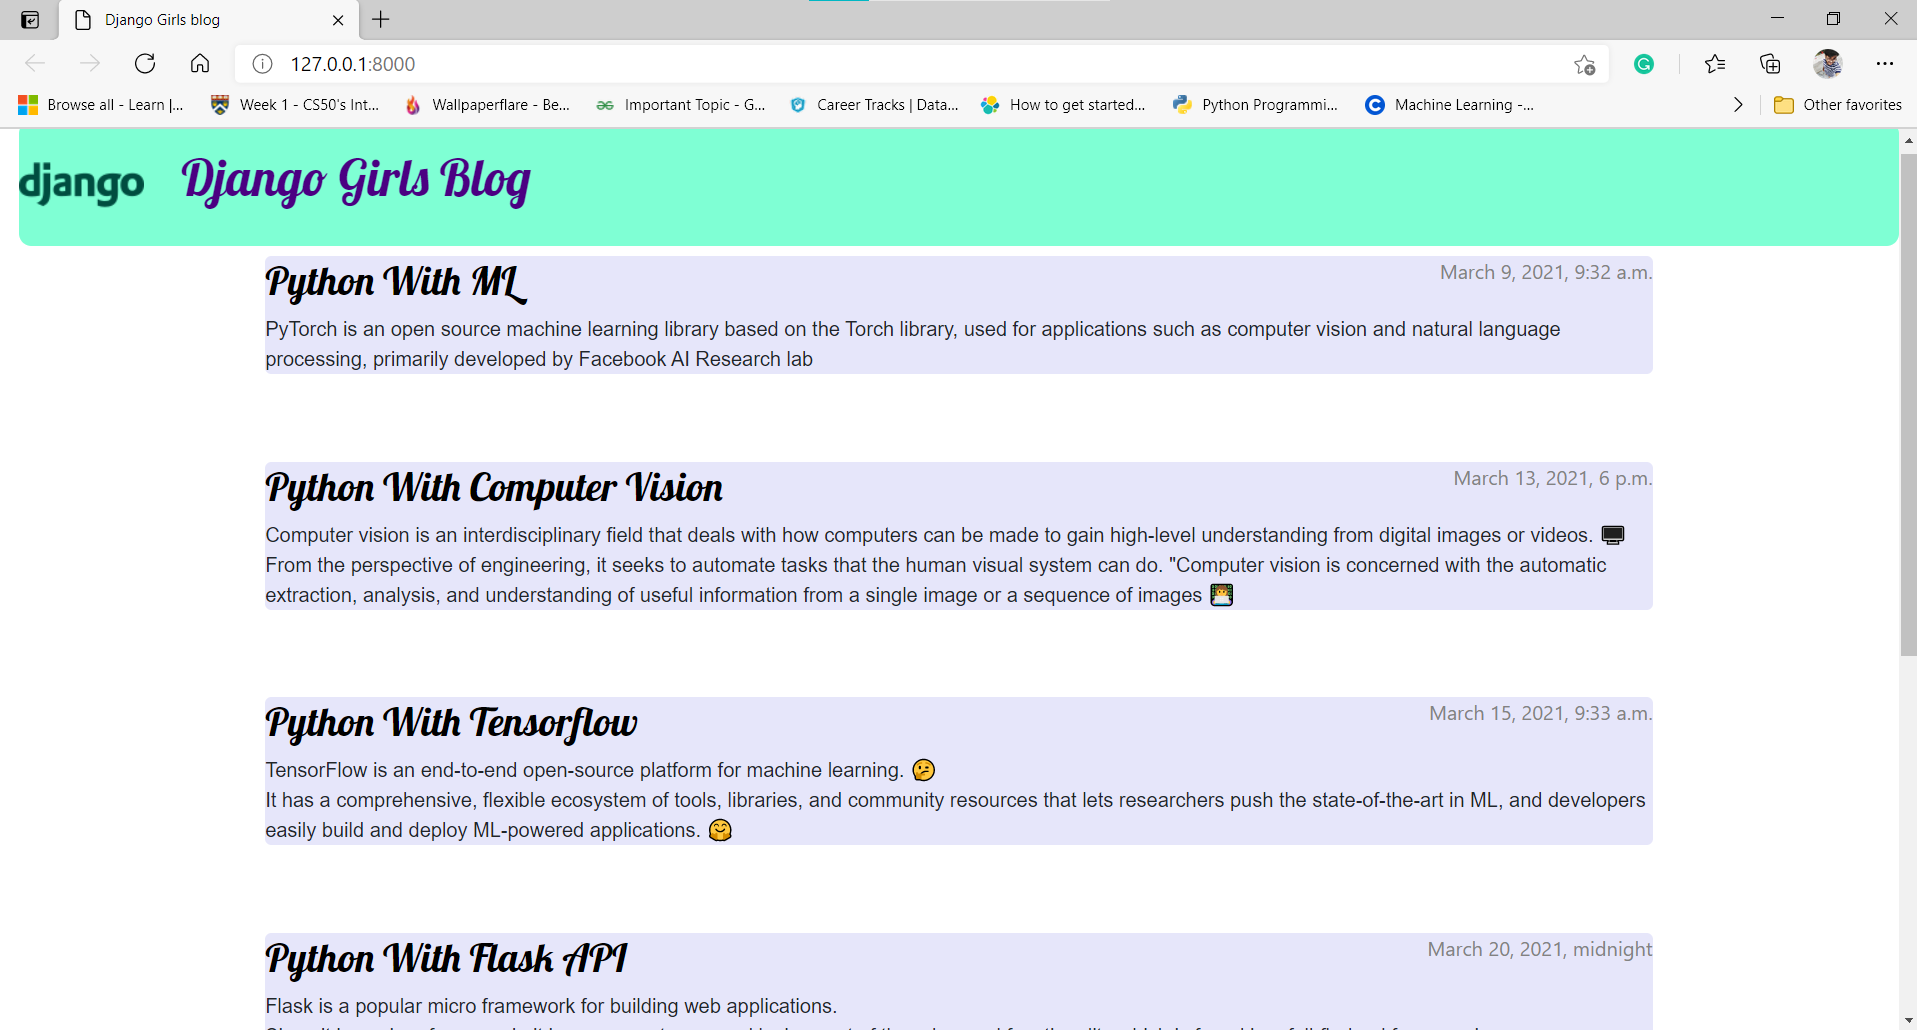 Django Girls blog
127.0.0.1:8000
Browse all - Learn |... Week 1 - CS50's Int... Wallpaperflare - Be... Important Topic - G... Career Tracks | Data... How to get started... Python Programmi... Machine Learning -... Other favorites
django Django Girls Blog
Python With ML March 9, 2021, 9:32 a.m.
PyTorch is an open source machine learning library based on the Torch library, used for applications such as computer vision and natural language
processing, primarily developed by Facebook AI Research lab
Python With Computer Vision March 13, 2021, 6 p.m.
Computer vision is an interdisciplinary field that deals with how computers can be made to gain high-level understanding from digital images or videos. 🖥️
From the perspective of engineering, it seeks to automate tasks that the human visual system can do. "Computer vision is concerned with the automatic
extraction, analysis, and understanding of useful information from a single image or a sequence of images 👨‍💻
Python With Tensorflow March 15, 2021, 9:33 a.m.
TensorFlow is an end-to-end open-source platform for machine learning. 🤔
It has a comprehensive, flexible ecosystem of tools, libraries, and community resources that lets researchers push the state-of-the-art in ML, and developers
easily build and deploy ML-powered applications. 🤗
Python With Flask API March 20, 2021, midnight
Flask is a popular micro framework for building web applications.